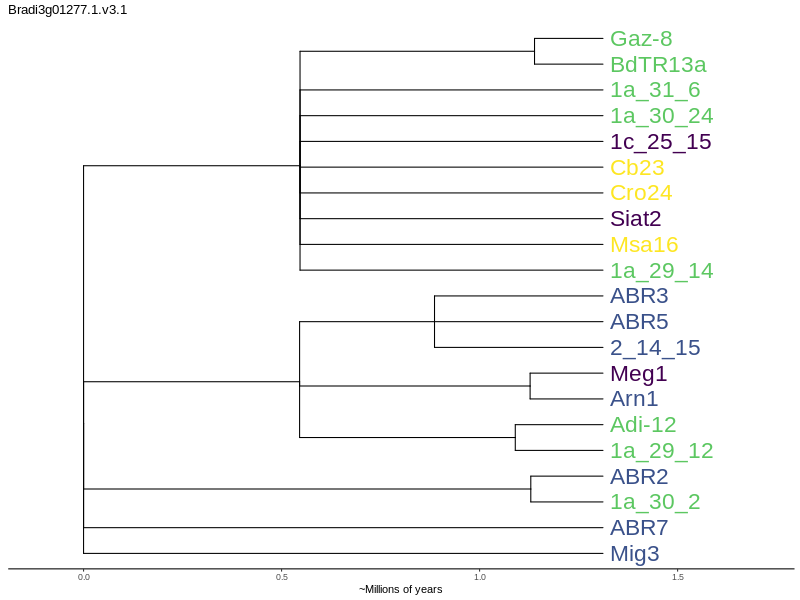 Bradi3g01277.1.v3.1
Gaz-8
BdTR13a
1a_31_6
1a_30_24
1c_25_15
Cb23
Cro24
Siat2
Msa16
1a_29_14
ABR3
ABR5
2_14_15
Meg1
Arn1
Adi-12
1a_29_12
ABR2
1a_30_2
ABR7
Mig3
0.0 0.5 1.0 1.5
~Millions of years